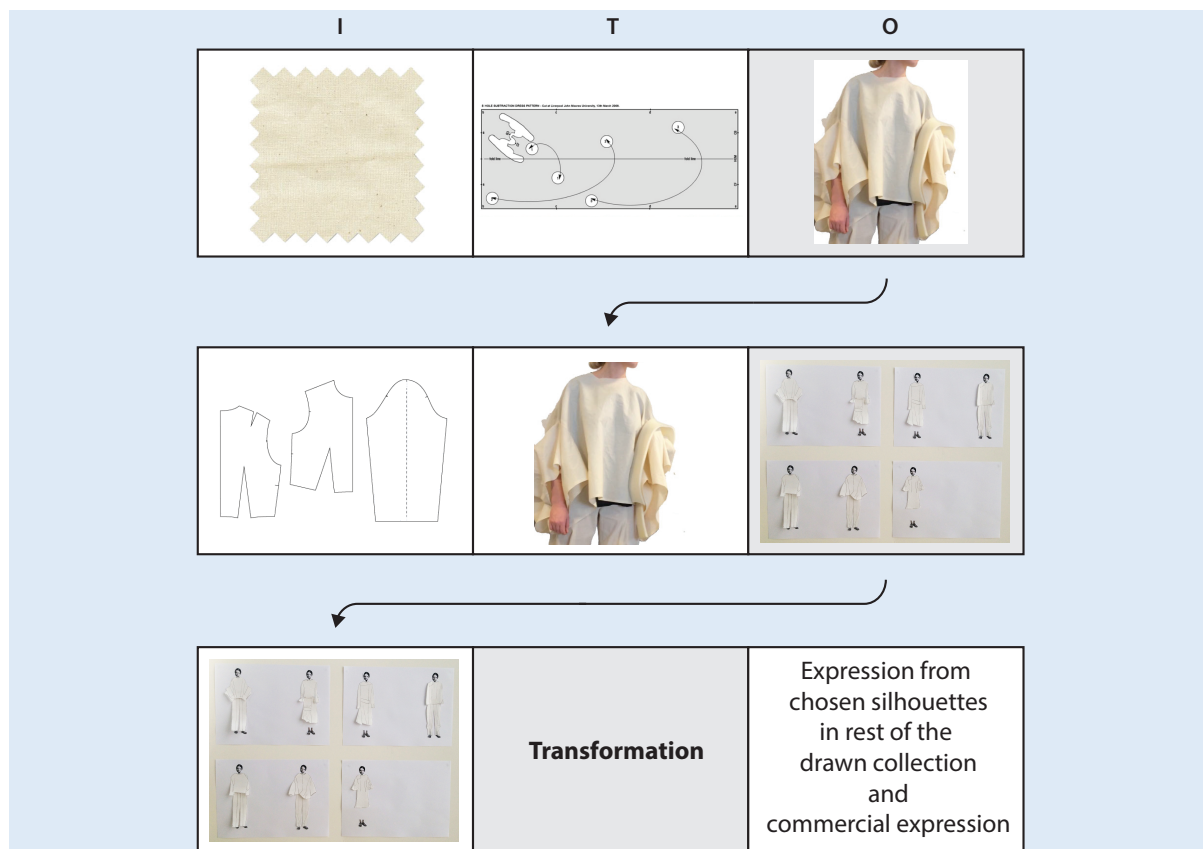 I
T
O
Expression from
chosen silhouettes
in rest of the
drawn collection
and
commercial expression
Transformation